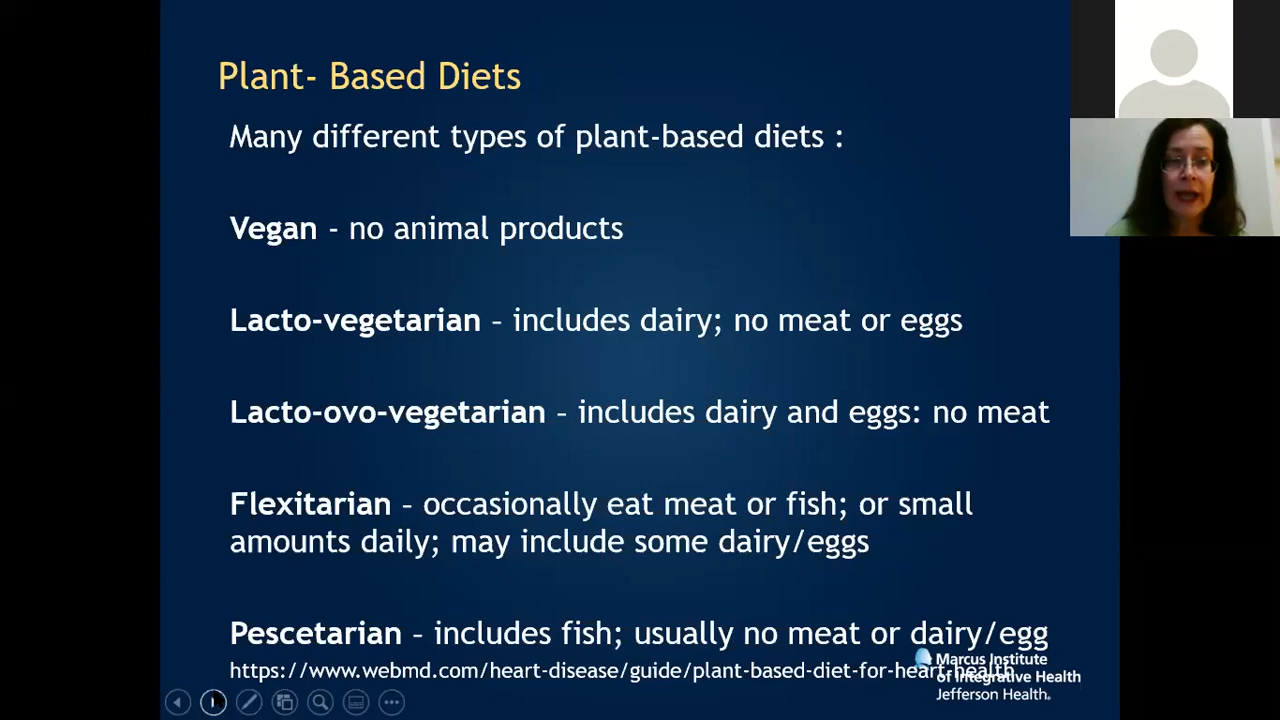 Plant- Based Diets
Many different types of plant-based diets :
Vegan - no animal products
Lacto-vegetarian – includes dairy; no meat or eggs
Lacto-ovo-vegetarian – includes dairy and eggs: no meat
Flexitarian – occasionally eat meat or fish; or small
amounts daily; may include some dairy/eggs
Pescetarian – includes fish; usually no meat or dairy/egg
https://www.webmd.com/heart-disease/guide/plant-based-diet-for-heart-health
Marcus Institute
of Integrative Health
Jefferson Health.